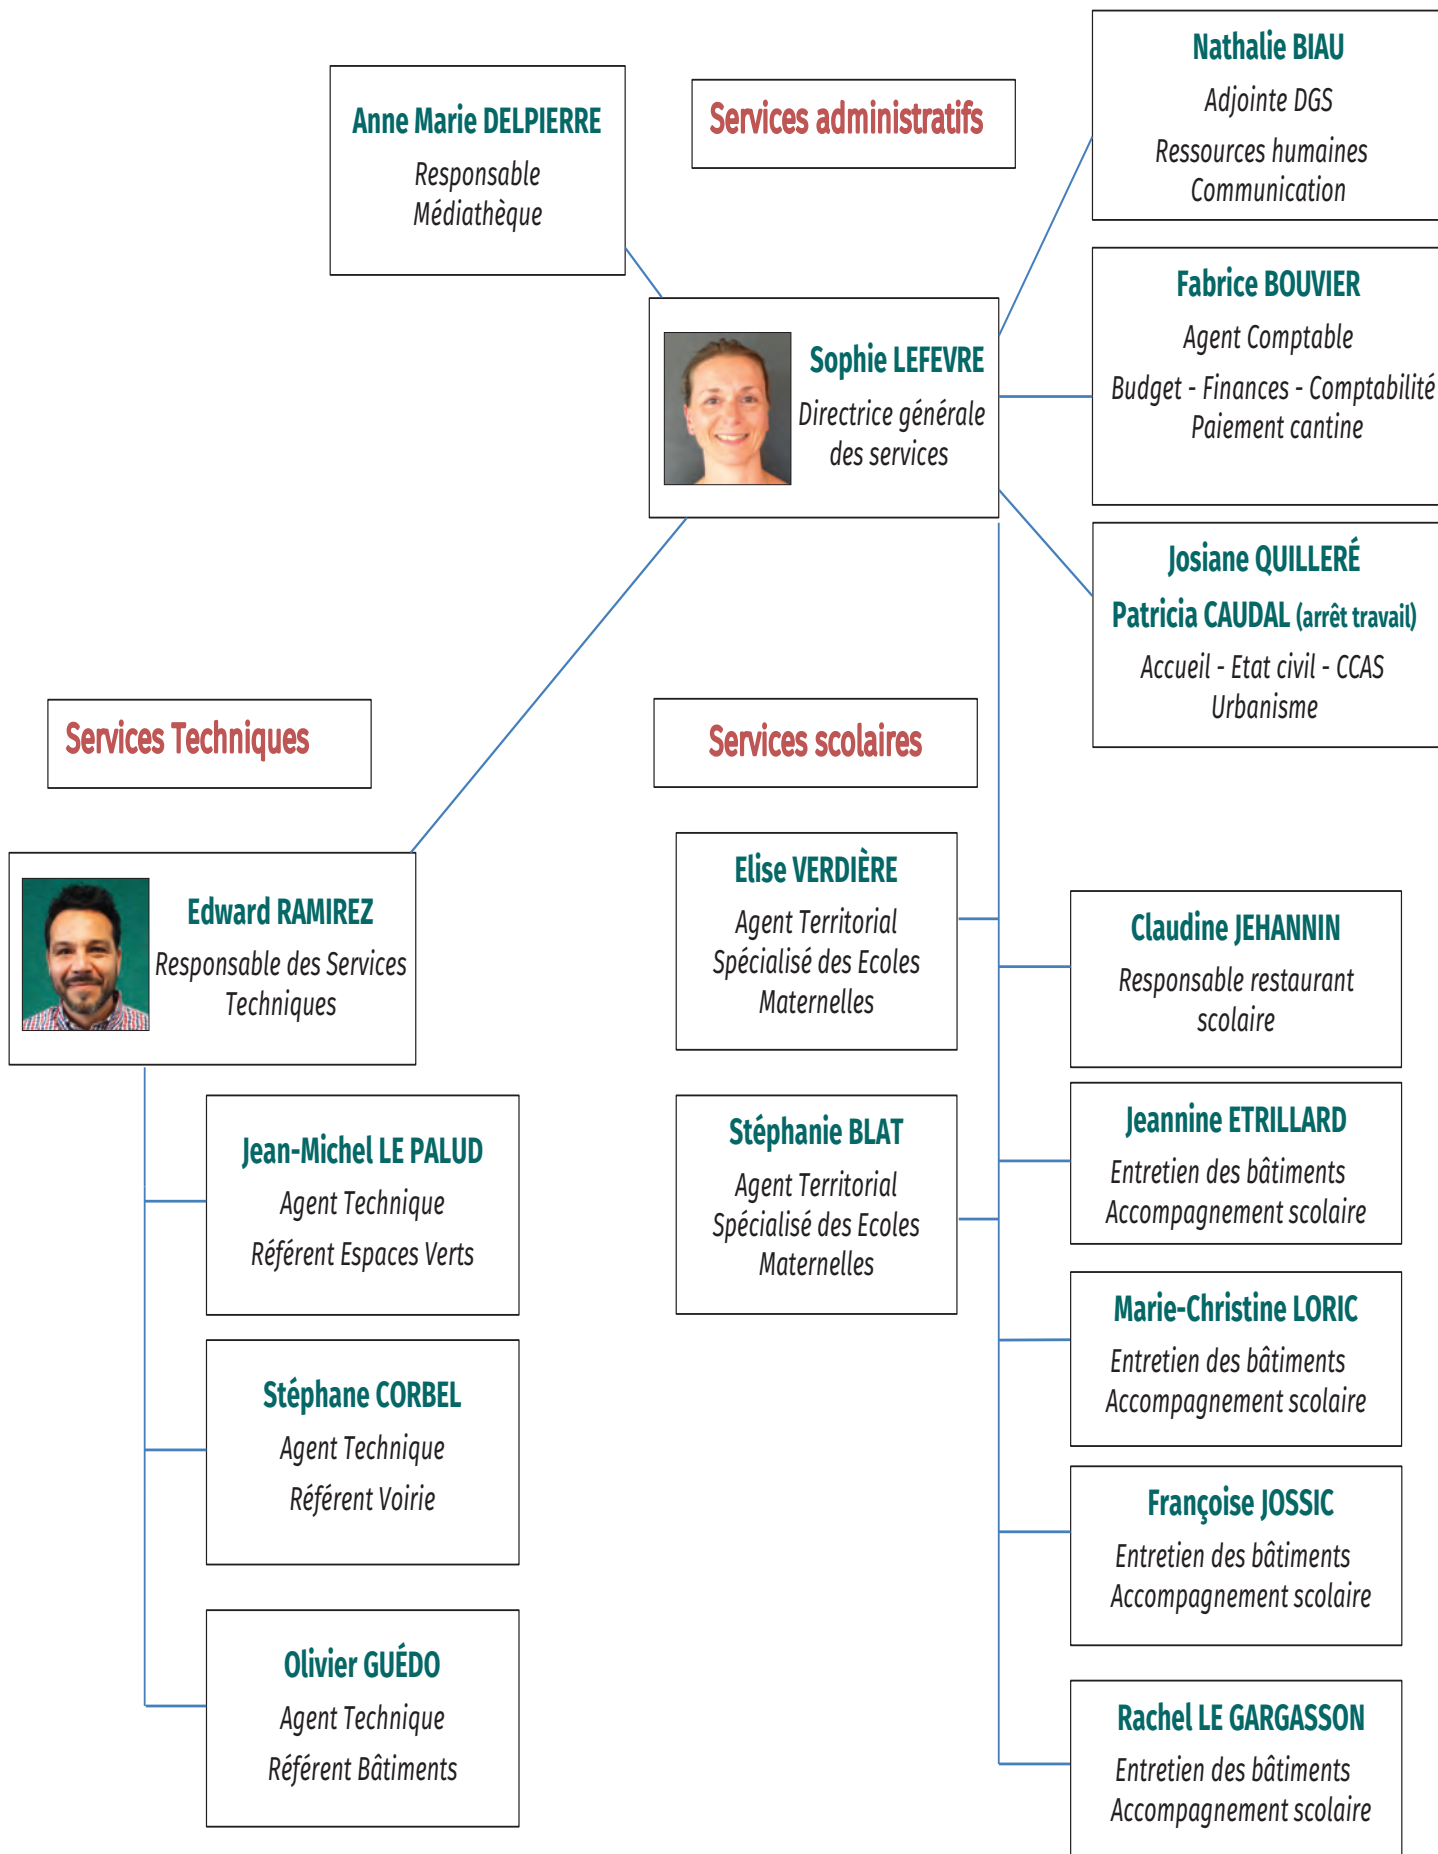 Nathalie BIAU
Adjointe DGS
Ressources humaines
Communication
Anne Marie DELPIERRE
Responsable
Médiathèque
Services administratifs
Fabrice BOUVIER
Agent Comptable
Budget - Finances - Comptabilité
Paiement cantine
Sophie LEFEVRE
Directrice générale
des services
Josiane QUILLERÉ
Patricia CAUDAL (arrêt travail)
Accueil - Etat civil - CCAS
Urbanisme
Services Techniques
Services scolaires
Edward RAMIREZ
Responsable des Services
Techniques
Jean-Michel LE PALUD
Agent Technique
Référent Espaces Verts
Stéphane CORBEL
Agent Technique
Référent Voirie
Olivier GUÉDO
Agent Technique
Référent Bâtiments
Elise VERDIÈRE
Agent Territorial
Spécialisé des Ecoles
Maternelles
Stéphanie BLAT
Agent Territorial
Spécialisé des Ecoles
Maternelles
Claudine JEHANNIN
Responsable restaurant
scolaire
Jeannine ETRILLARD
Entretien des bâtiments
Accompagnement scolaire
Marie-Christine LORIC
Entretien des bâtiments
Accompagnement scolaire
Françoise JOSSIC
Entretien des bâtiments
Accompagnement scolaire
Rachel LE GARGASSON
Entretien des bâtiments
Accompagnement scolaire